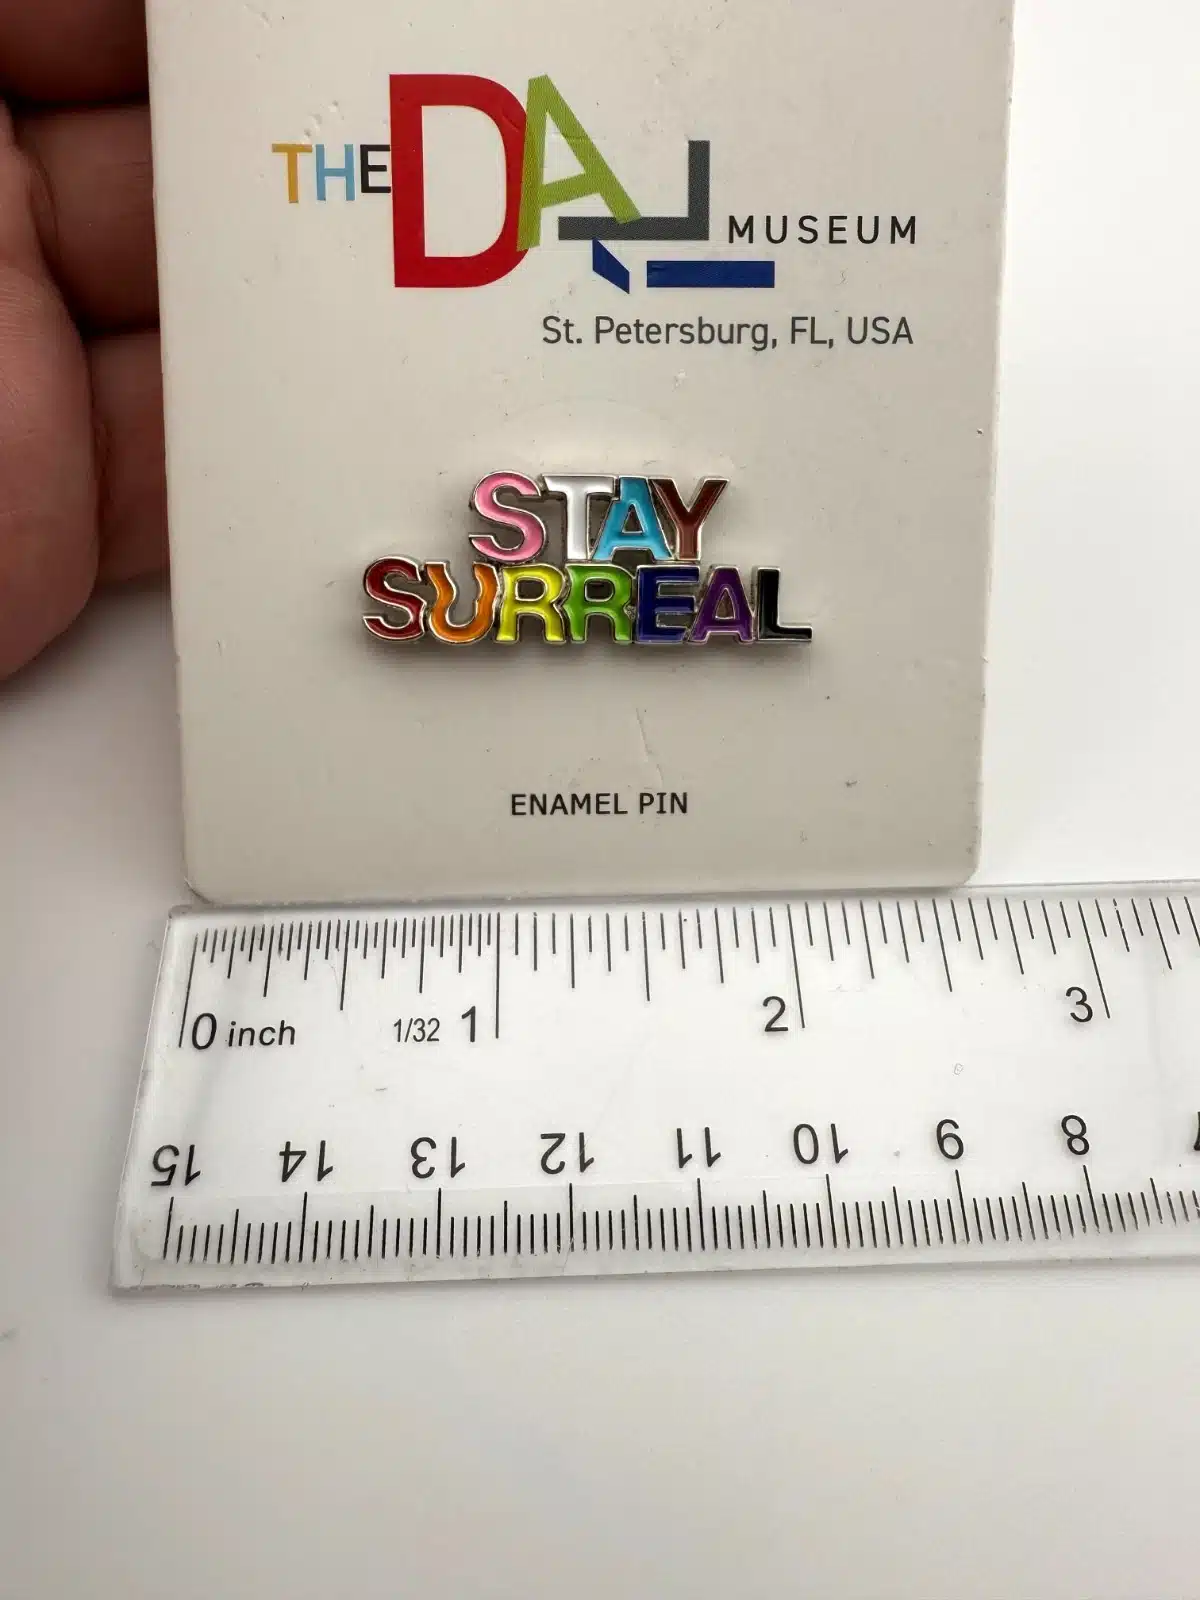 THE DALÍ MUSEUM
St. Petersburg, FL, USA
STAY
SURREAL
ENAMEL PIN
0 inch 1/32 1 2 3
15 14 13 12 11 10 9 8